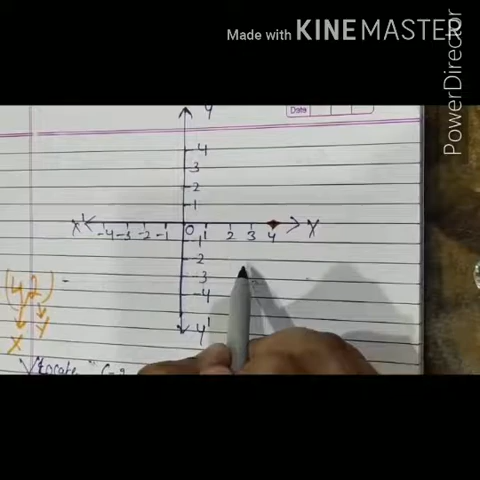 Made with KINEMASTER
PowerDirector
Date
Y
4
3
2
1
X' -4 -3 -2 -1 0 1 2 3 4 X
1
2
-3
-4
Y'
(4,2)
X Y